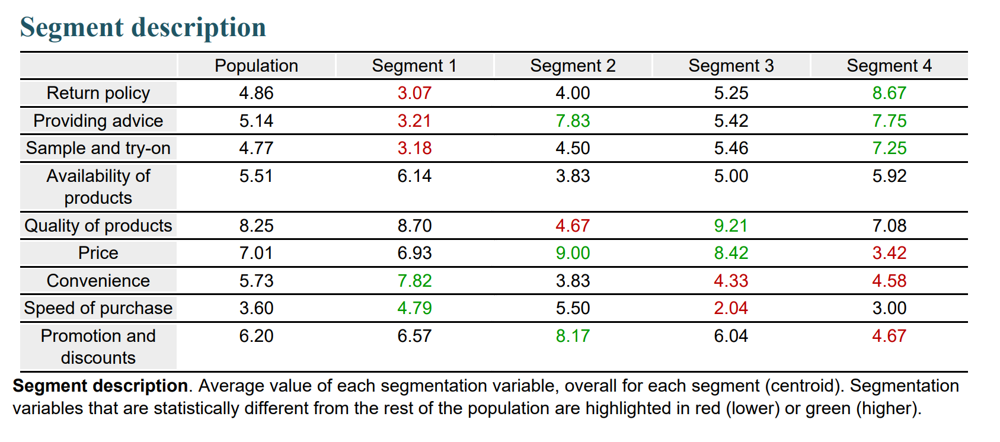 Segment description
Population Segment 1 Segment 2 Segment 3 Segment 4
Return policy 4.86 3.07 4.00 5.25 8.67
Providing advice 5.14 3.21 7.83 5.42 7.75
Sample and try-on 4.77 3.18 4.50 5.46 7.25
Availability of 5.51 6.14 3.83 5.00 5.92
products
Quality of products 8.25 8.70 4.67 9.21 7.08
Price 7.01 6.93 9.00 8.42 3.42
Convenience 5.73 7.82 3.83 4.33 4.58
Speed of purchase 3.60 4.79 5.50 2.04 3.00
Promotion and 6.20 6.57 8.17 6.04 4.67
discounts
Segment description. Average value of each segmentation variable, overall for each segment (centroid). Segmentation
variables that are statistically different from the rest of the population are highlighted in red (lower) or green (higher).